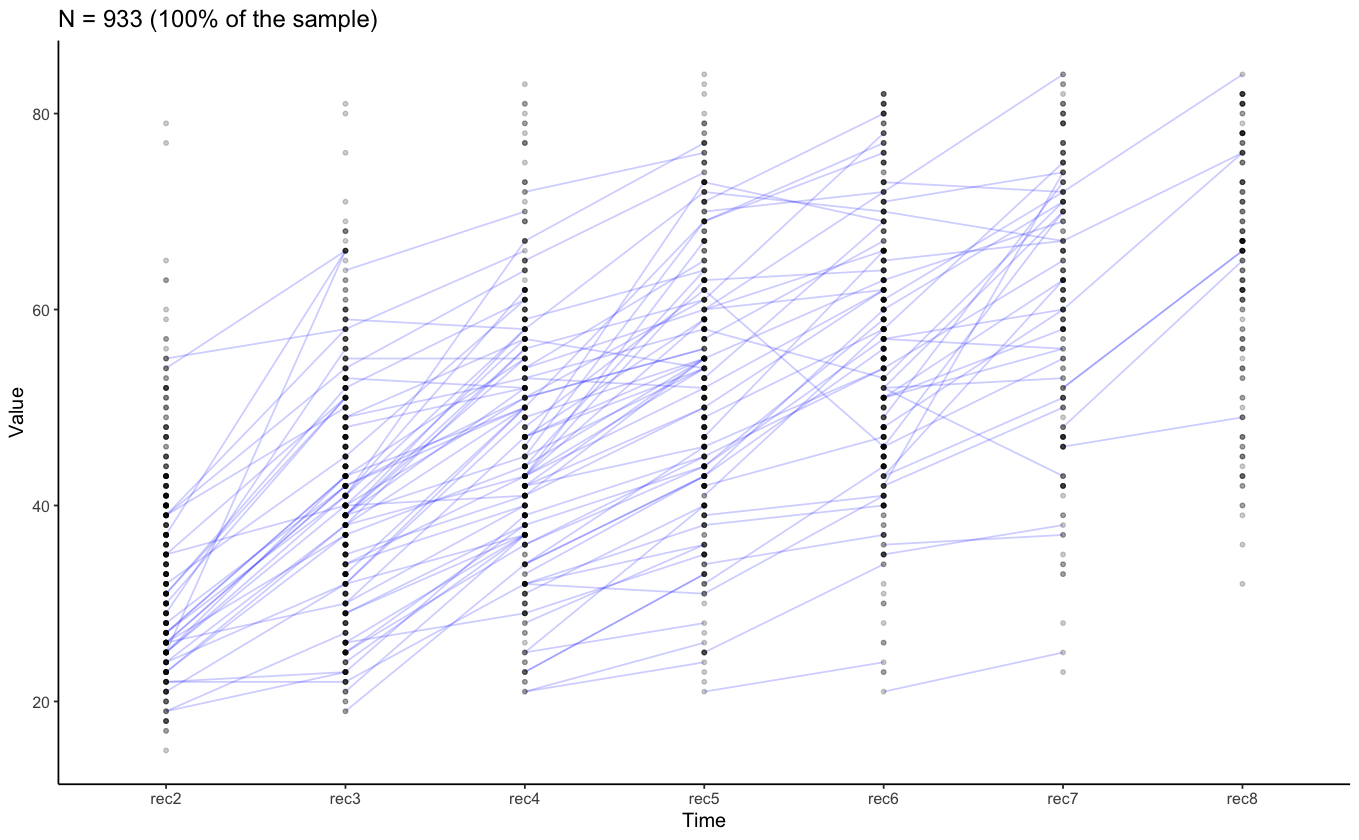 N = 933 (100% of the sample)
Value
80
60
40
20
rec2 rec3 rec4 rec5 rec6 rec7 rec8
Time